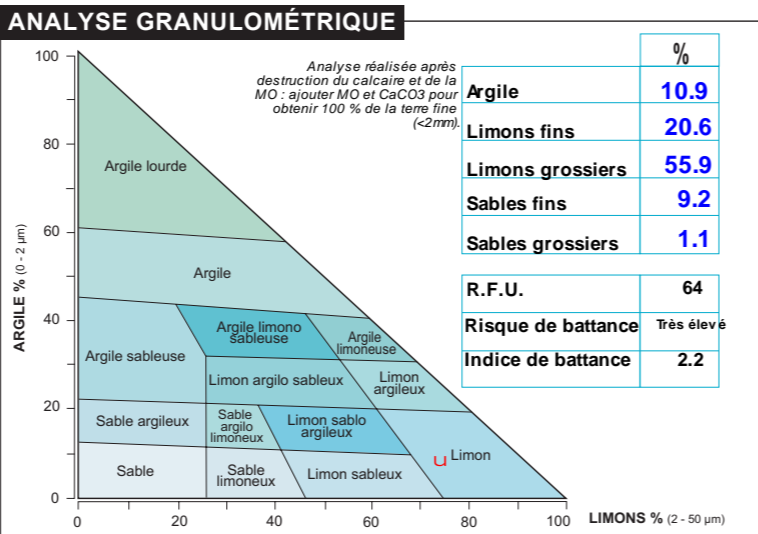 ANALYSE GRANULOMÉTRIQUE
Analyse réalisée après
destruction du calcaire et de la
MO : ajouter MO et CaCO3 pour
obtenir 100 % de la terre fine
(<2mm).
%
Argile 10.9
Limons fins 20.6
Limons grossiers 55.9
Sables fins 9.2
Sables grossiers 1.1
R.F.U. 64
Risque de battance Très élevé
Indice de battance 2.2
ARGILE % (0 - 2 µm)
100
80
60
40
20
0
Argile lourde
Argile
Argile limono
sableuse
Argile
limoneuse
Argile sableuse
Limon argilo sableux
Limon
argileux
Sable argileux
Sable
argilo
limoneux
Limon sablo
argileux
Sable
Sable
limoneux
Limon sableux
u Limon
0 20 40 60 80 100 LIMONS % (2 - 50 µm)